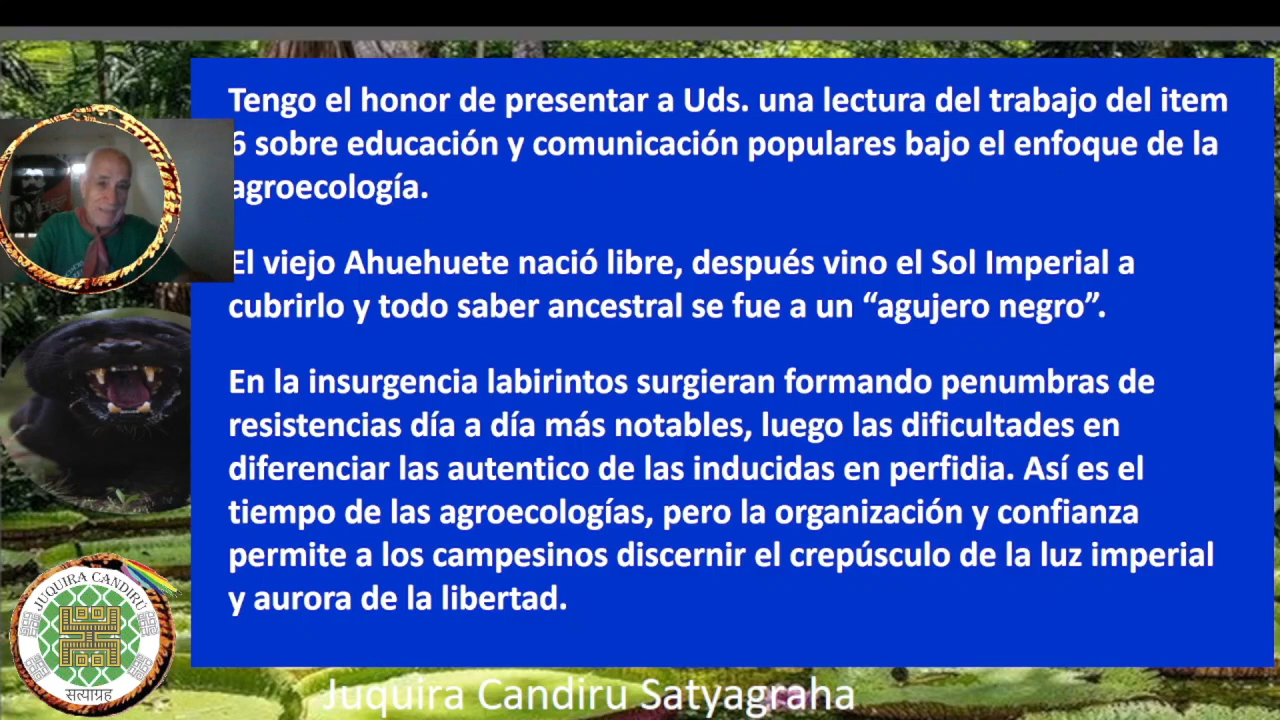 Tengo el honor de presentar a Uds. una lectura del trabajo del item
6 sobre educación y comunicación populares bajo el enfoque de la
agroecología.
El viejo Ahuehuete nació libre, después vino el Sol Imperial a
cubrirlo y todo saber ancestral se fue a un “agujero negro”.
En la insurgencia labirintos surgieran formando penumbras de
resistencias día a día más notables, luego las dificultades en
diferenciar las autentico de las inducidas en perfidia. Así es el
tiempo de las agroecologías, pero la organización y confianza
permite a los campesinos discernir el crepúsculo de la luz imperial
y aurora de la libertad.
JUQUIRA CANDIRU
सत्याग्रह
Juquira Candiru Satyagraha